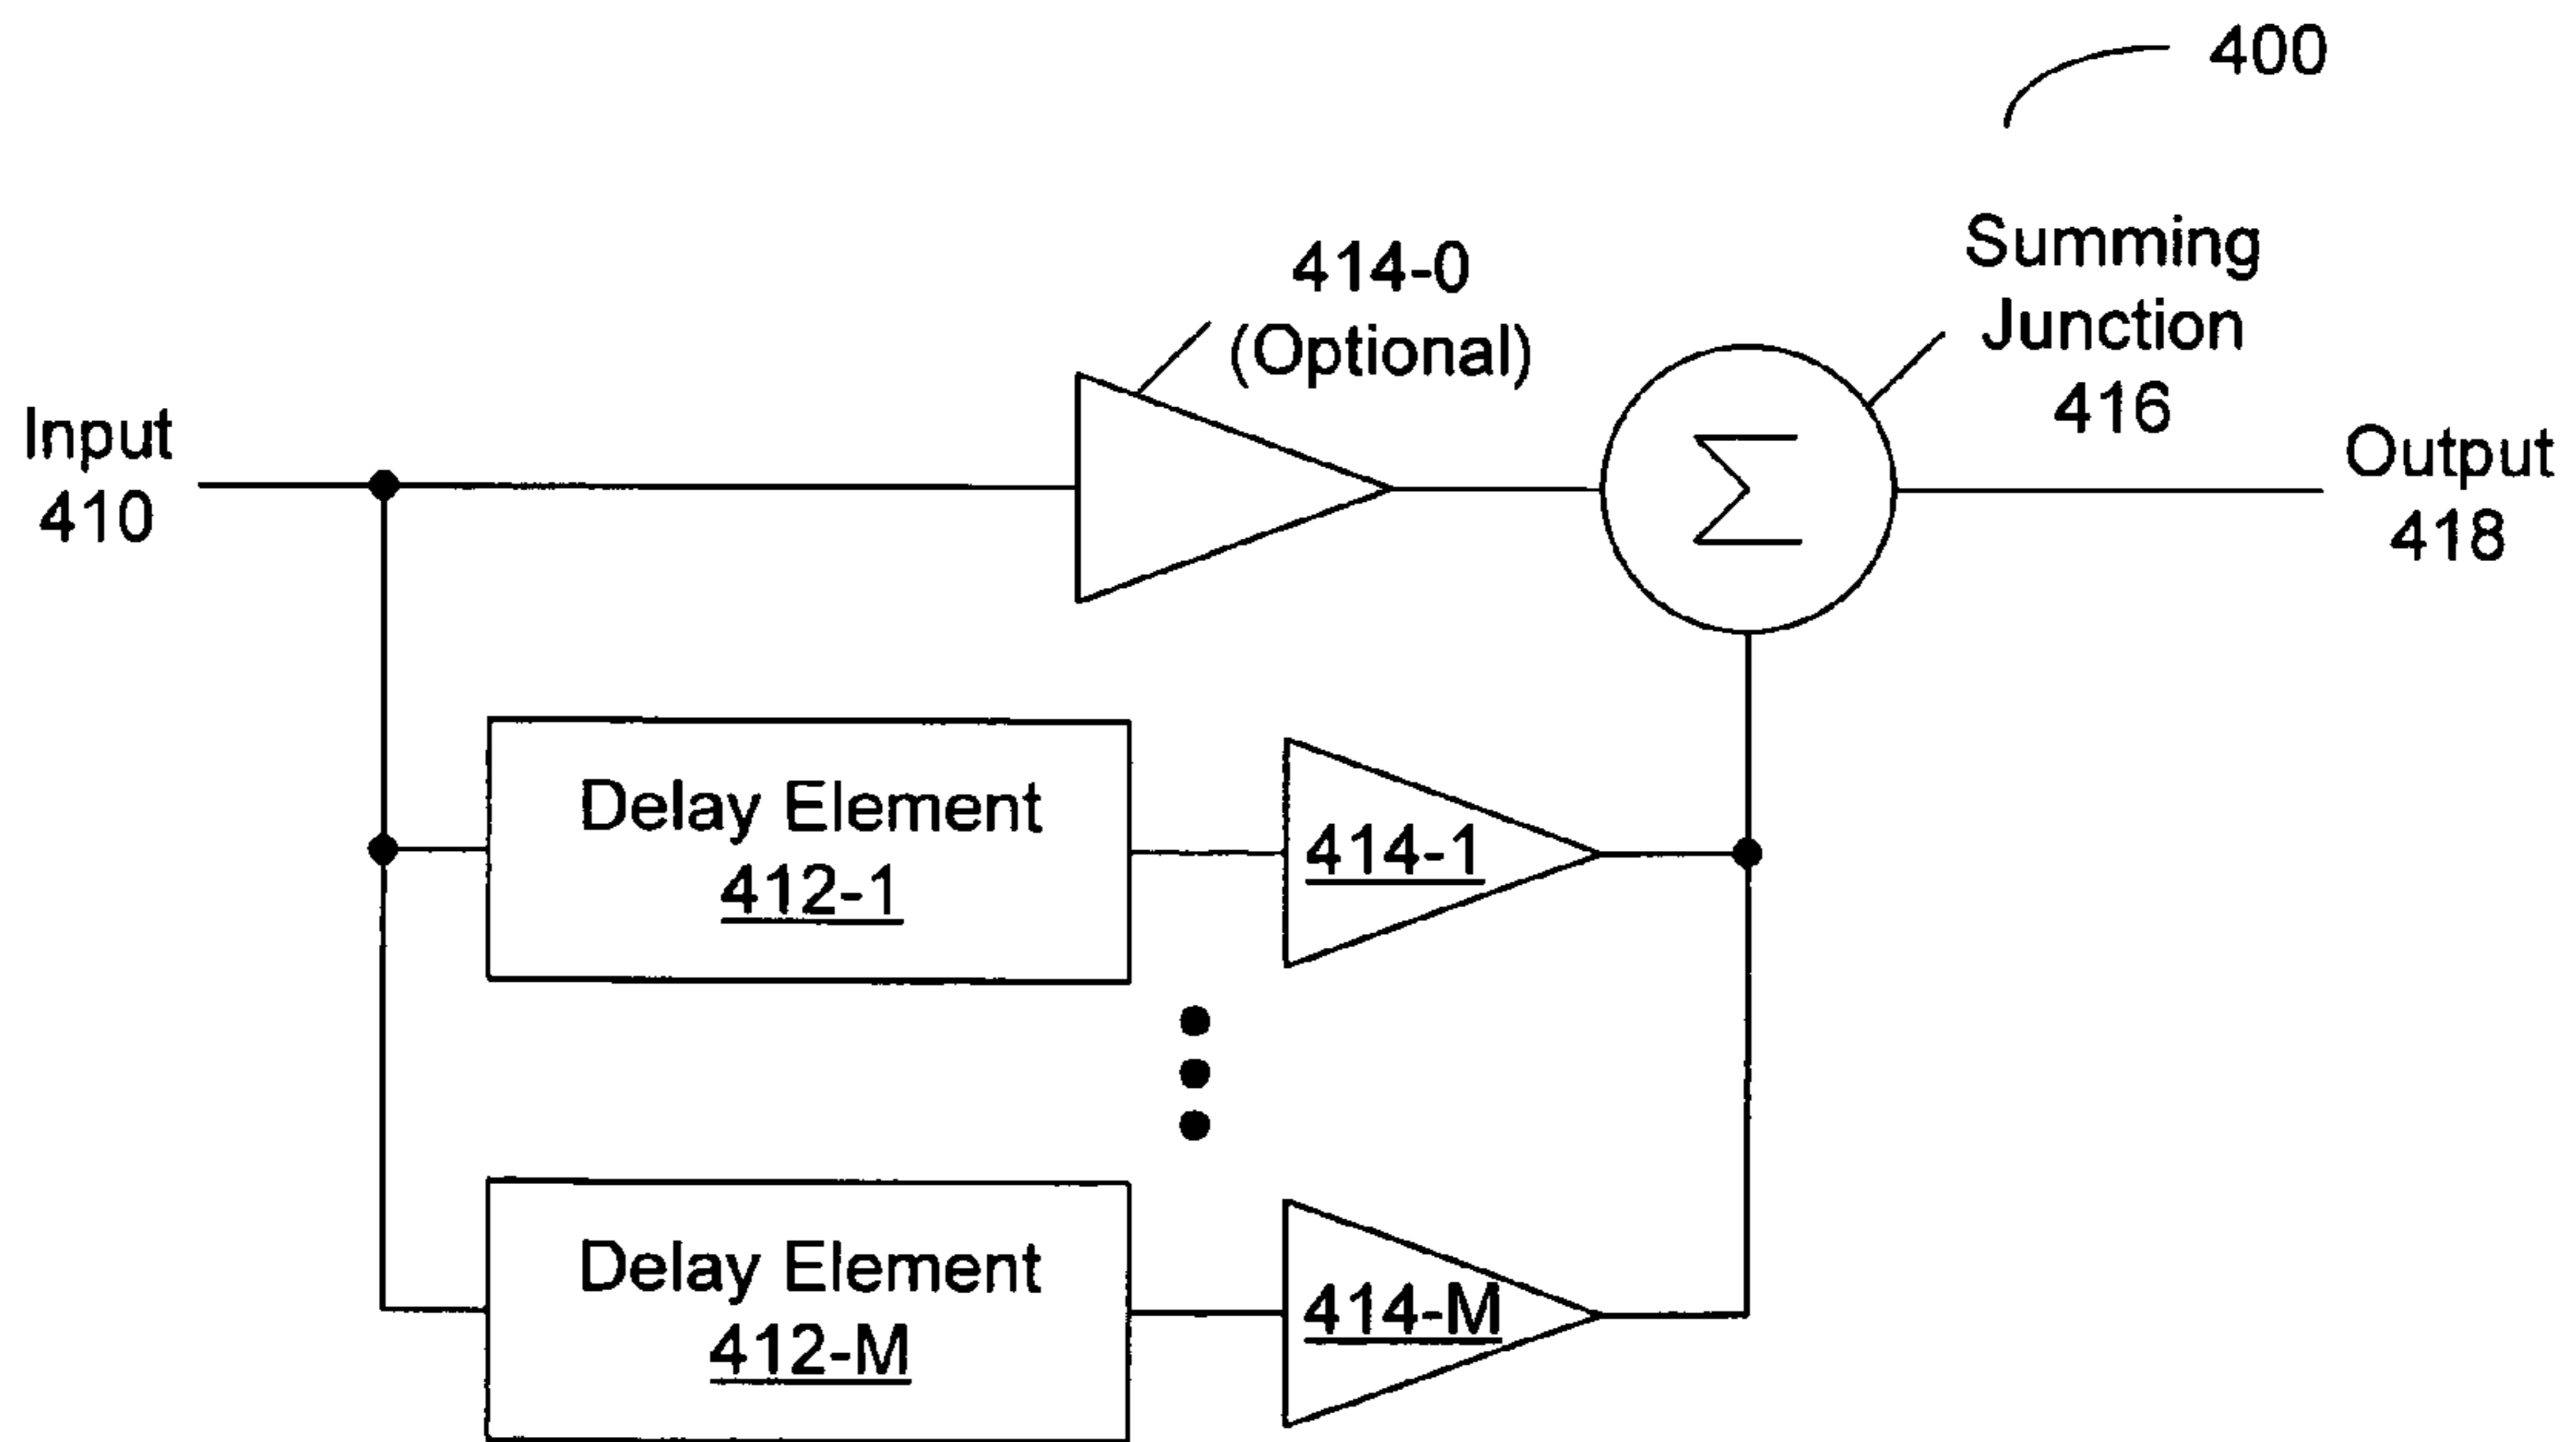 400
Summing
Junction
416
414-0
(Optional)
Input
410
Output
418
Σ
Delay Element
412-1
414-1
Delay Element
412-M
414-M